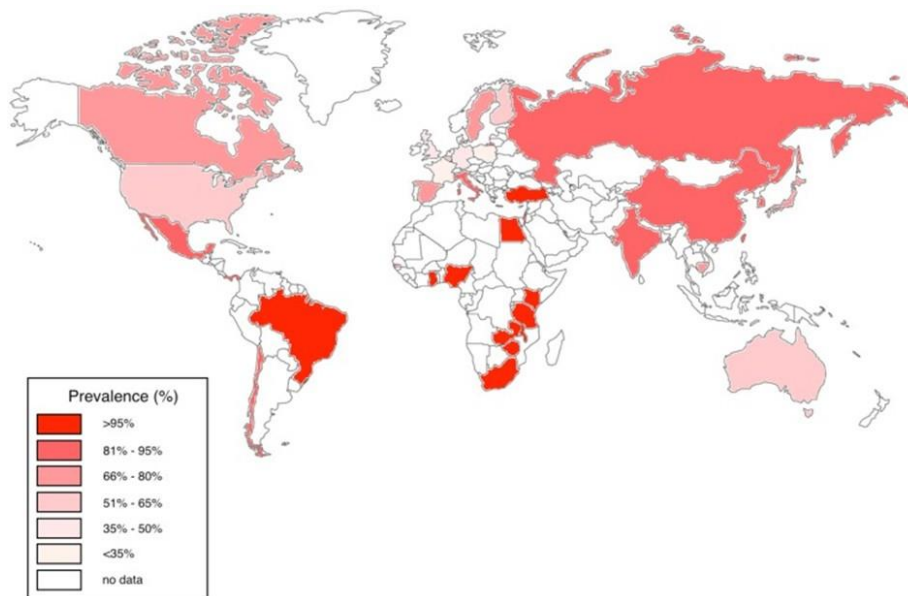 Prevalence (%)
>95%
81% - 95%
66% - 80%
51% - 65%
35% - 50%
<35%
no data